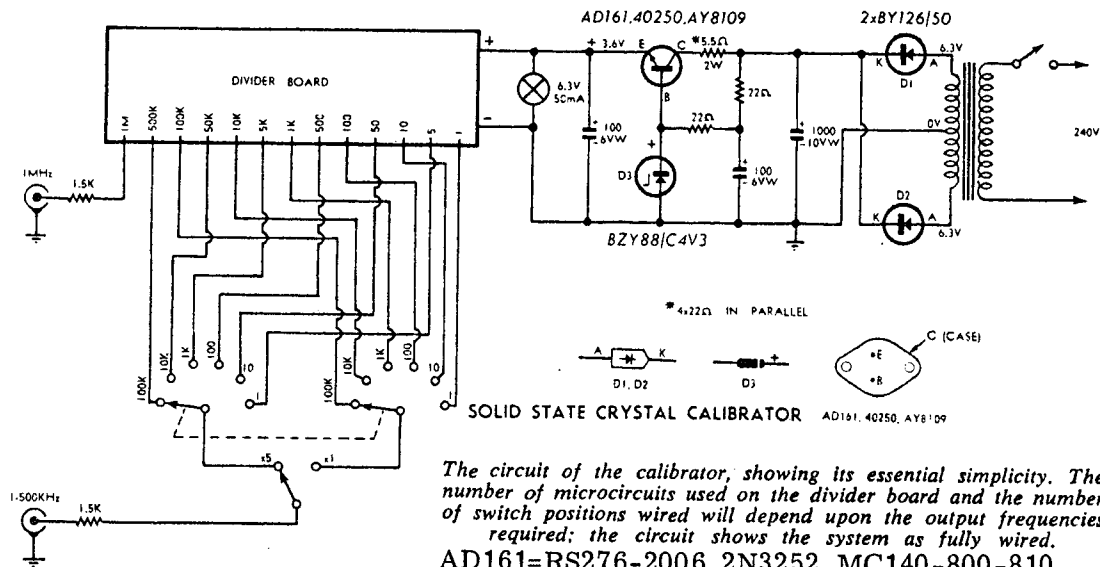 AD161,40250,AY8109
2xBY126/50
DIVIDER BOARD
1M
500K
100K
50K
10K
5K
1K
500
100
50
10
5
1
+
-
6.3V
50mA
+
100
-6VW
3.6V
E
C
B
*5.5Ω
2W
22Ω
22Ω
+
D3
+
100
-6VW
+
1000
-10VW
K
A
D1
6.3V
0V
240V
D2
K
A
6.3V
BZY88/C4V3
1MHz
1.5K
*4x22Ω IN PARALLEL
A
K
D1, D2
+
D3
C (CASE)
E
B
AD161, 40250, AY8109
100K
10K
1K
100
10
1
100K
10K
1K
100
10
1
SOLID STATE CRYSTAL CALIBRATOR
x5
x1
1-500KHz
1.5K
The circuit of the calibrator, showing its essential simplicity. The
number of microcircuits used on the divider board and the number
of switch positions wired will depend upon the output frequencies
required; the circuit shows the system as fully wired.
AD161=RS276-2006, 2N3252, MC140-800-810